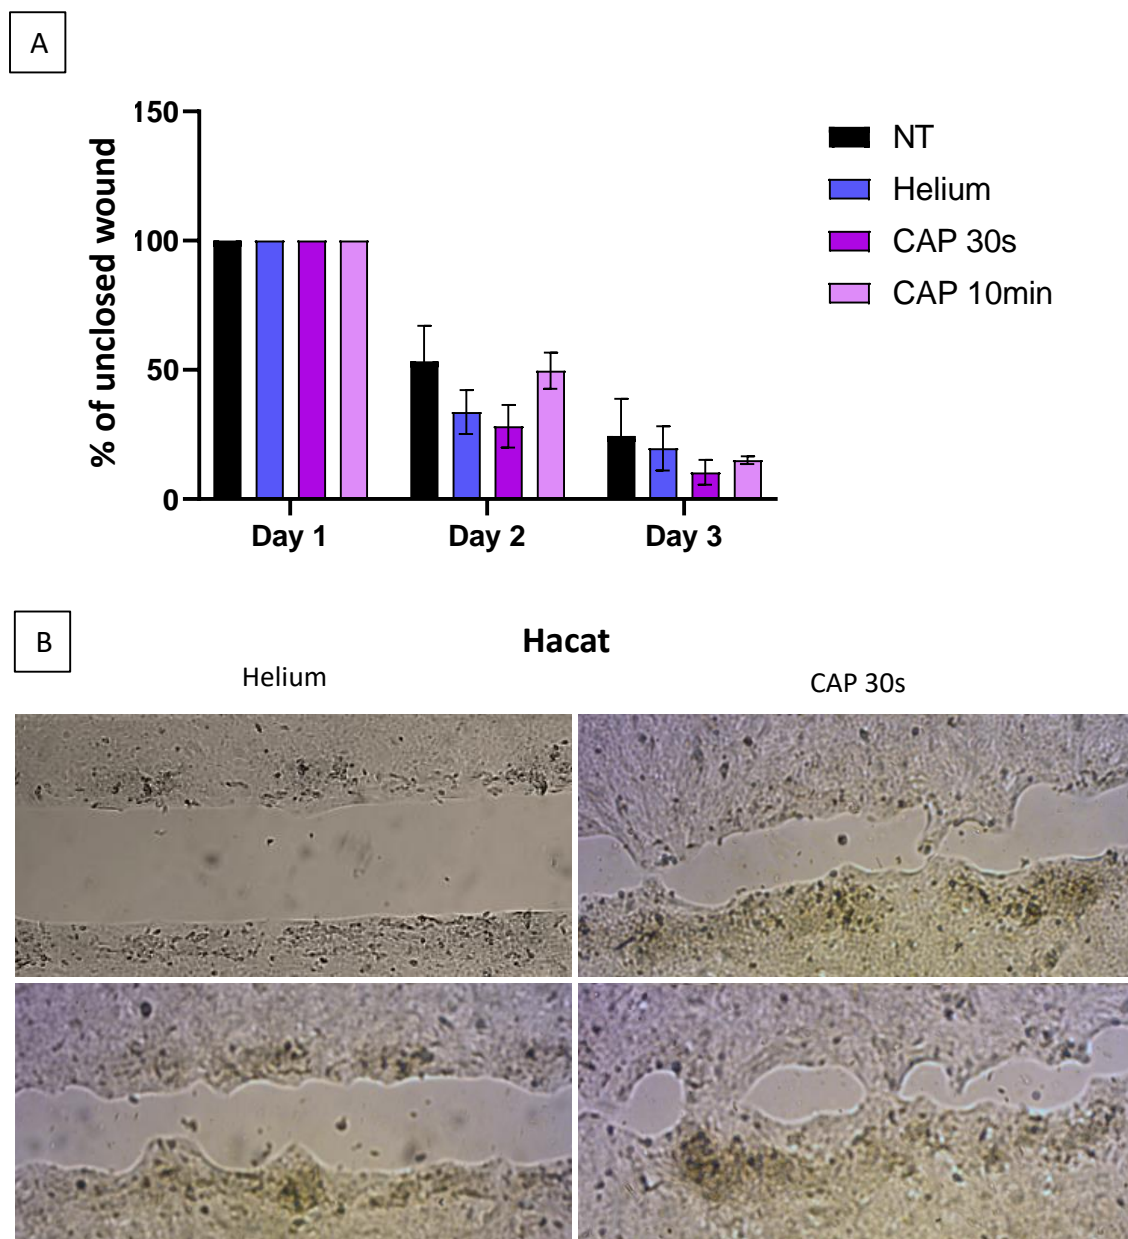 A
150
100
50
0
% of unclosed wound
Day 1
Day 2
Day 3
NT
Helium
CAP 30s
CAP 10min
B
Hacat
Helium
CAP 30s